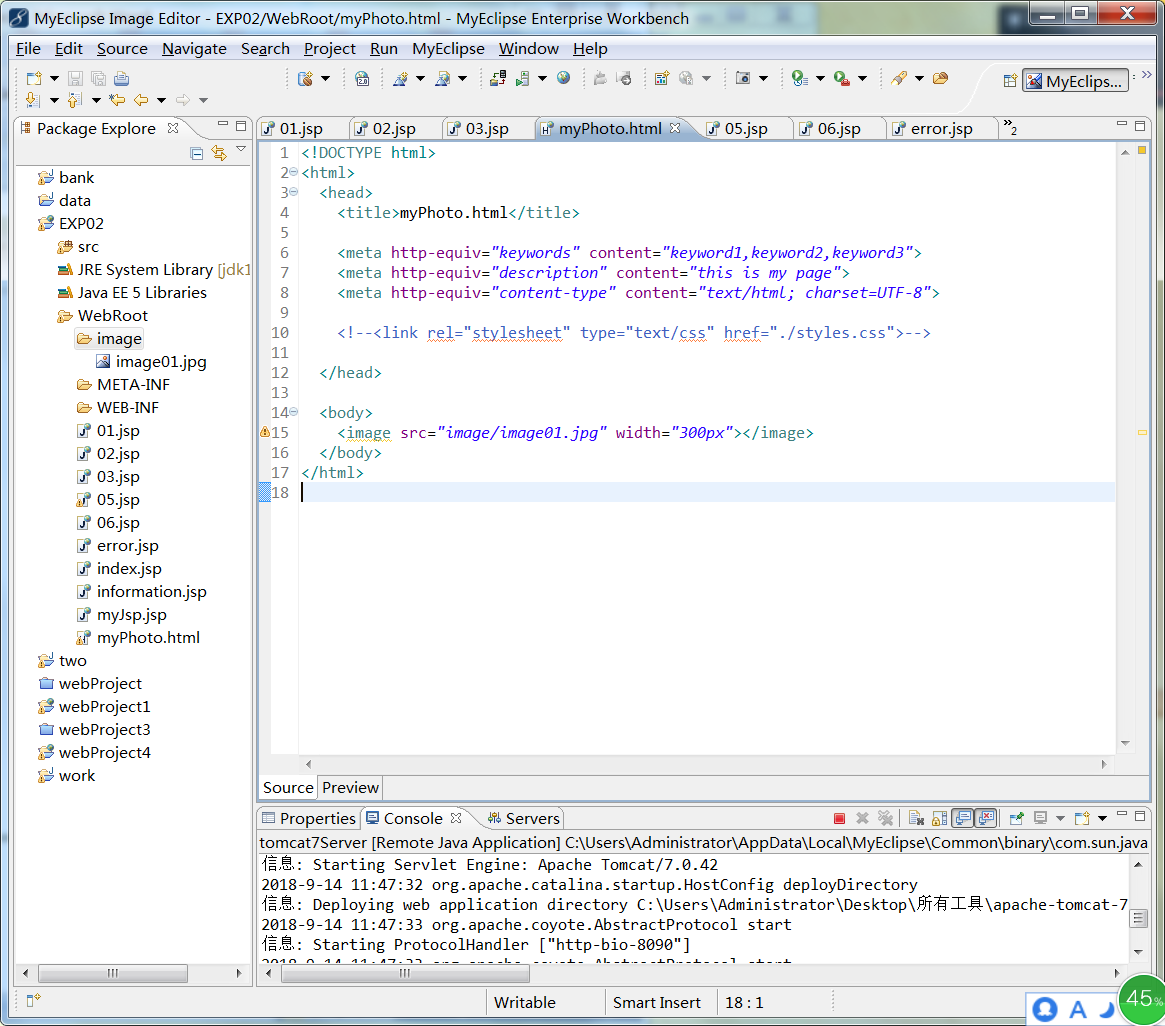 MyEclipse Image Editor - EXP02/WebRoot/myPhoto.html - MyEclipse Enterprise Workbench
File Edit Source Navigate Search Project Run MyEclipse Window Help
MyEclips...
Package Explore
01.jsp 02.jsp 03.jsp myPhoto.html 05.jsp 06.jsp error.jsp »2
bank
data
EXP02
src
JRE System Library [jdk1
Java EE 5 Libraries
WebRoot
image
image01.jpg
META-INF
WEB-INF
01.jsp
02.jsp
03.jsp
05.jsp
06.jsp
error.jsp
index.jsp
information.jsp
myJsp.jsp
myPhoto.html
two
webProject
webProject1
webProject3
webProject4
work
1 <!DOCTYPE html>
2 <html>
3 <head>
4 <title>myPhoto.html</title>
5
6 <meta http-equiv="keywords" content="keyword1,keyword2,keyword3">
7 <meta http-equiv="description" content="this is my page">
8 <meta http-equiv="content-type" content="text/html; charset=UTF-8">
9
10 <!--<link rel="stylesheet" type="text/css" href="./styles.css">-->
11
12 </head>
13
14 <body>
15 <image src="image/image01.jpg" width="300px"></image>
16 </body>
17 </html>
18
Source Preview
Properties Console Servers
tomcat7Server [Remote Java Application] C:\Users\Administrator\AppData\Local\MyEclipse\Common\binary\com.sun.java
信息: Starting Servlet Engine: Apache Tomcat/7.0.42
2018-9-14 11:47:32 org.apache.catalina.startup.HostConfig deployDirectory
信息: Deploying web application directory C:\Users\Administrator\Desktop\所有工具\apache-tomcat-7
2018-9-14 11:47:33 org.apache.coyote.AbstractProtocol start
信息: Starting ProtocolHandler ["http-bio-8090"]
2018-9-14 11:47:33 org.apache.coyote.AbstractProtocol start
Writable Smart Insert 18 : 1
A
45%